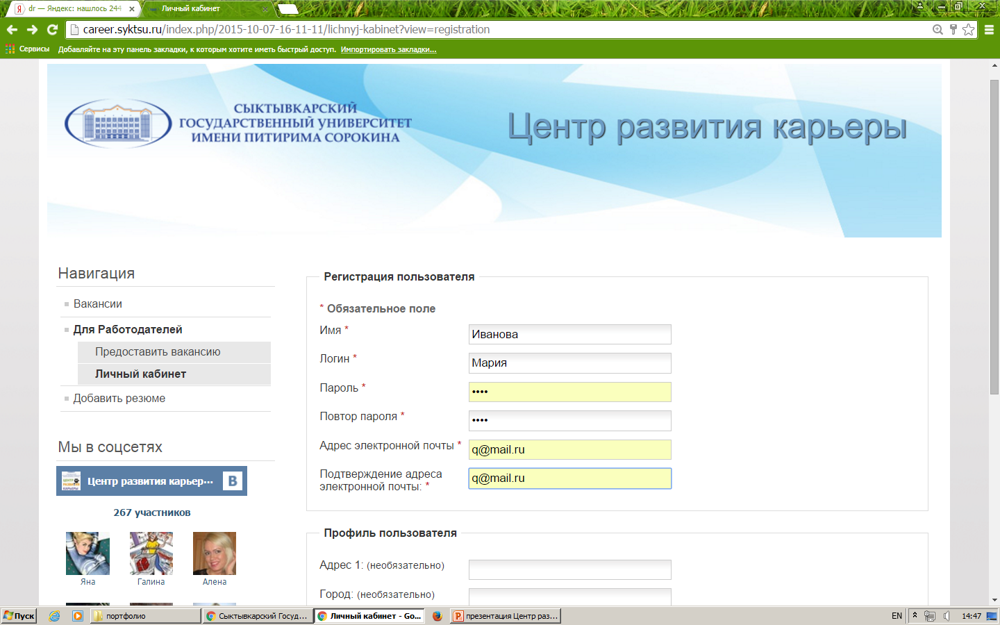 dr — Яндекс: нашлось 244
Личный кабинет
career.syktsu.ru/index.php/2015-10-07-16-11-11/lichnyj-kabinet?view=registration
Сервисы
Добавляйте на эту панель закладки, к которым хотите иметь быстрый доступ. Импортировать закладки...
СЫКТЫВКАРСКИЙ
ГОСУДАРСТВЕННЫЙ УНИВЕРСИТЕТ
ИМЕНИ ПИТИРИМА СОРОКИНА
Центр развития карьеры
Навигация
Вакансии
Для Работодателей
Предоставить вакансию
Личный кабинет
Добавить резюме
Мы в соцсетях
ЦЕНТР РАЗВИТИЯ КАРЬЕРЫ
Центр развития карьер...
В
267 участников
Яна
Галина
Алена
Регистрация пользователя
* Обязательное поле
Имя *
Иванова
Логин *
Мария
Пароль *
••••
Повтор пароля *
••••
Адрес электронной почты *
q@mail.ru
Подтверждение адреса
электронной почты: *
q@mail.ru
Профиль пользователя
Адрес 1: (необязательно)
Город: (необязательно)
Пуск
портфолио
Сыктывкарский Госуд...
Личный кабинет - Go...
презентация Центр раз...
EN
14:47